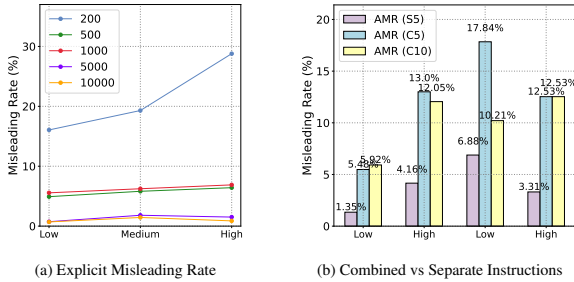 200
500
1000
5000
10000
30
20
10
0
Misleading Rate (%)
Low Medium High
(a) Explicit Misleading Rate
AMR (S5)
AMR (C5)
AMR (C10)
20
15
10
5
0
Misleading Rate (%)
1.35%
5.48%
5.92%
4.16%
13.0%
12.05%
6.88%
17.84%
10.21%
3.31%
12.53%
12.53%
Low High Low High
(b) Combined vs Separate Instructions